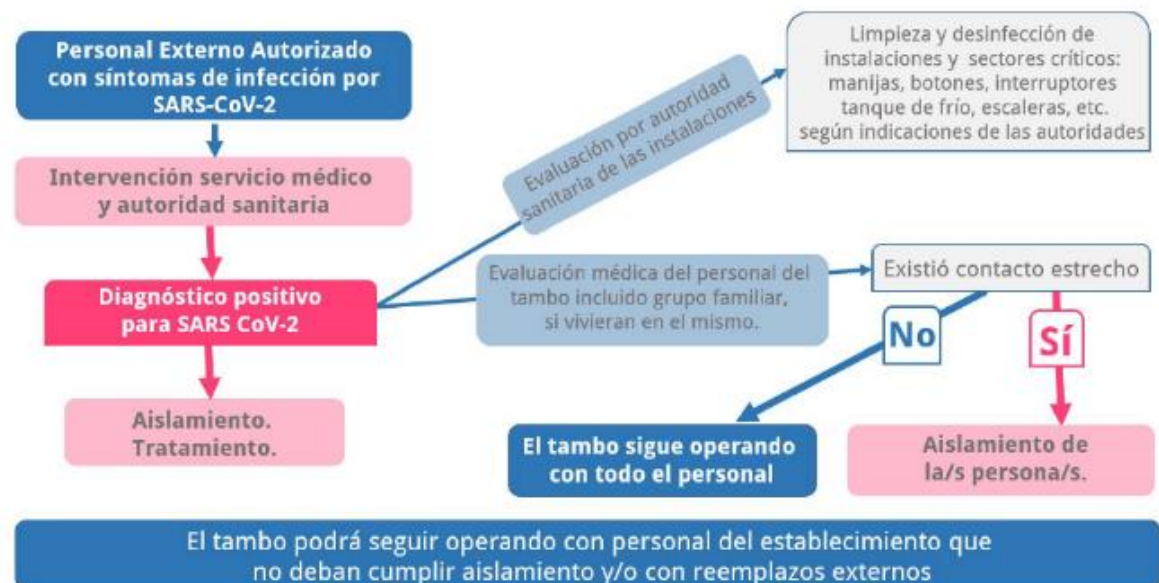 Personal Externo Autorizado
con síntomas de infección por
SARS-CoV-2
Intervención servicio médico
y autoridad sanitaria
Diagnóstico positivo
para SARS CoV-2
Aislamiento.
Tratamiento.
Evaluación por autoridad
sanitaria de las instalaciones
Limpieza y desinfección de
instalaciones y sectores críticos:
manijas, botones, interruptores
tanque de frío, escaleras, etc.
según indicaciones de las autoridades
Evaluación médica del personal del
tambo incluido grupo familiar,
si vivieran en el mismo.
Existió contacto estrecho
No
Sí
El tambo sigue operando
con todo el personal
Aislamiento de
la/s persona/s.
El tambo podrá seguir operando con personal del establecimiento que
no deban cumplir aislamiento y/o con reemplazos externos